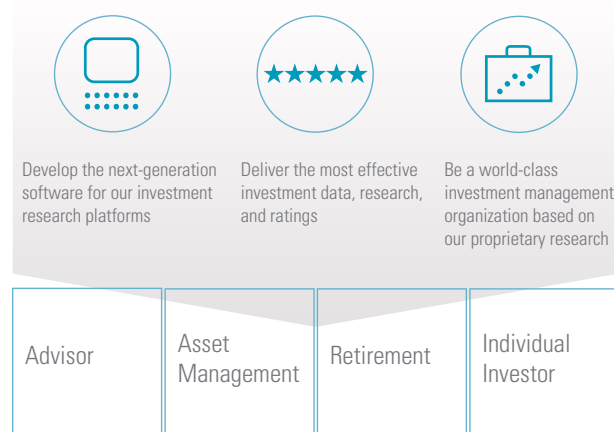 Develop the next-generation
software for our investment
research platforms
Deliver the most effective
investment data, research,
and ratings
Be a world-class
investment management
organization based on
our proprietary research
Advisor
Asset
Management
Retirement
Individual
Investor